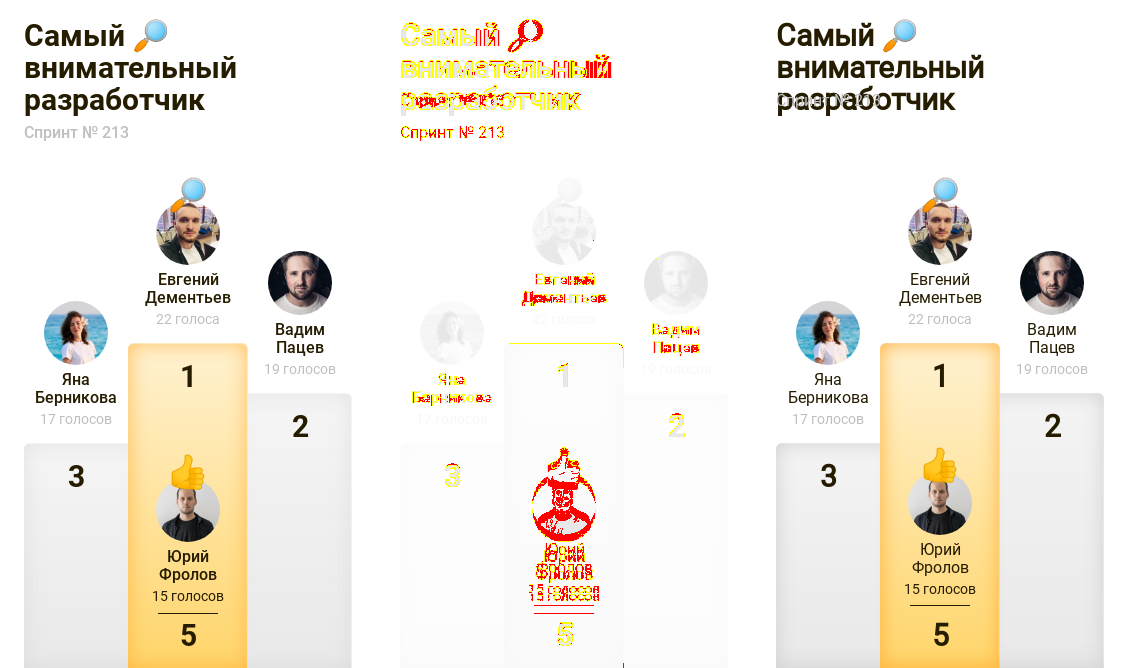 Самый 🔎
внимательный
разработчик
Спринт № 213
Евгений
Дементьев
22 голоса
Вадим
Пацев
19 голосов
Яна
Берникова
17 голосов
1
2
3
Юрий
Фролов
15 голосов
5
Самый
внимательный
разработчик
Спринт № 213
Евгений
Дементьев
22 голоса
Вадим
Пацев
19 голосов
Яна
Берникова
17 голосов
1
2
3
Юрий
Фролов
15 голосов
5
Самый 🔎
внимательный
разработчик
Спринт № 213
Евгений
Дементьев
22 голоса
Вадим
Пацев
19 голосов
Яна
Берникова
17 голосов
1
2
3
Юрий
Фролов
15 голосов
5